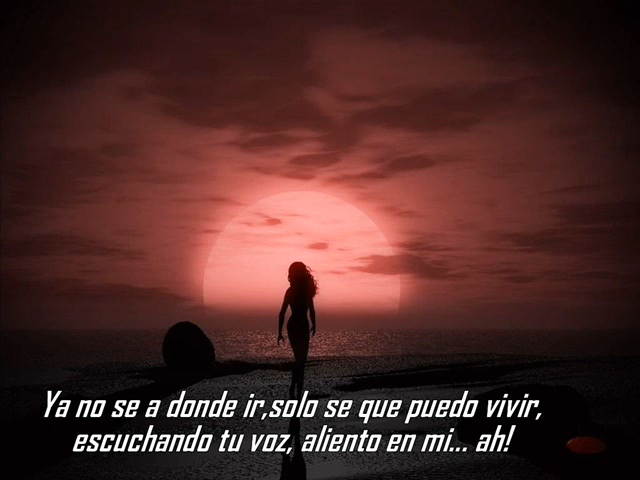 Ya no se a donde ir,solo se que puedo vivir,
escuchando tu voz, aliento en mi... ah!